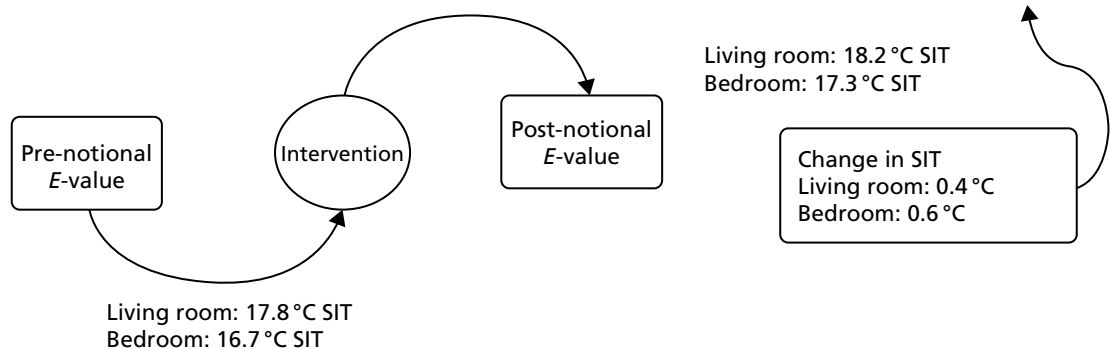 Pre-notional
E-value
Intervention
Post-notional
E-value
Living room: 17.8 °C SIT
Bedroom: 16.7 °C SIT
Living room: 18.2 °C SIT
Bedroom: 17.3 °C SIT
Change in SIT
Living room: 0.4 °C
Bedroom: 0.6 °C